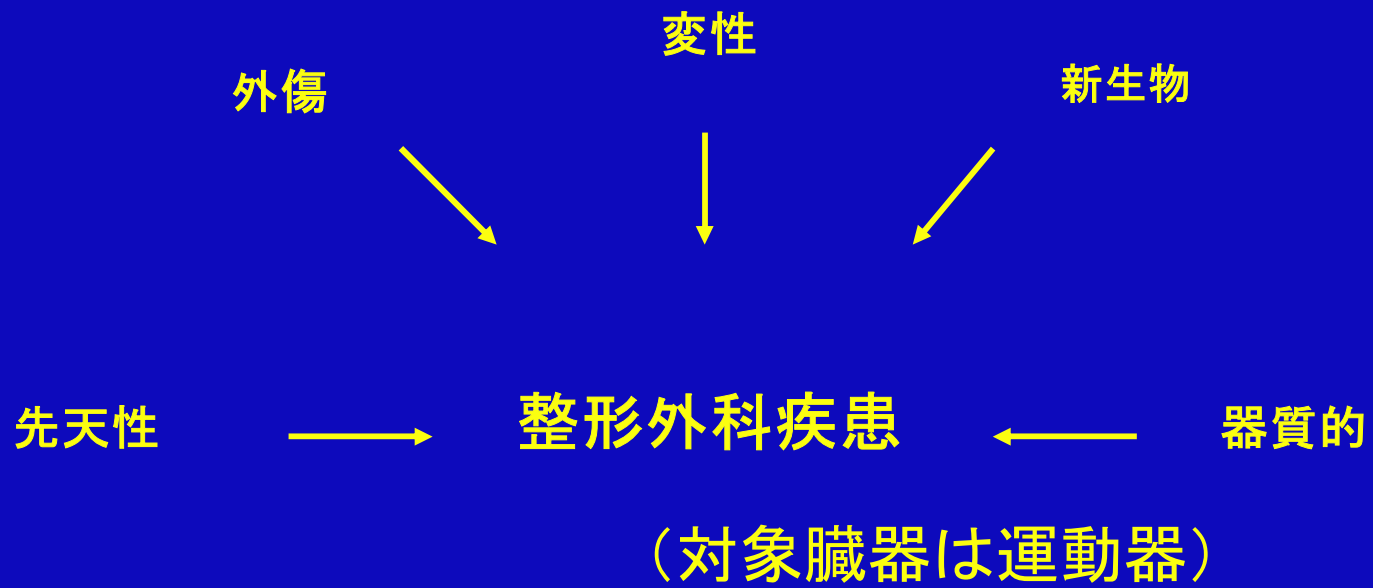 変性
外傷
新生物
先天性
整形外科疾患
器質的
（対象臓器は運動器）